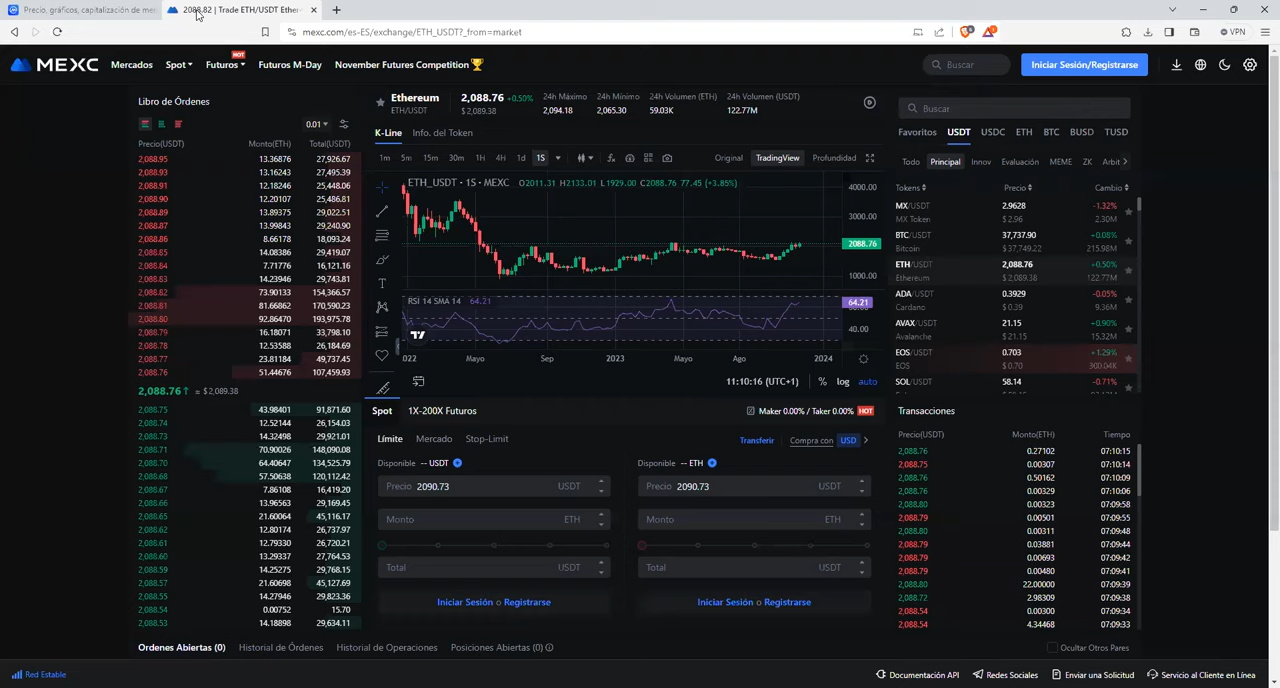 Precio, gráficos, capitalización de mer
2088.82 | Trade ETH/USDT Ether
mexc.com/es-ES/exchange/ETH_USDT?_from=market
VPN
MEXC
Mercados
Spot
Futuros
HOT
Futuros M-Day
November Futures Competition
Buscar
Iniciar Sesión/Registrarse
Libro de Órdenes
0.01
Precio(USDT) Monto(ETH) Total(USDT)
2,088.95 13.36876 27,926.67
2,088.93 13.16243 27,495.39
2,088.91 12.18246 25,448.06
2,088.90 12.20107 25,486.81
2,088.89 13.89375 29,022.51
2,088.87 13.99843 29,240.90
2,088.86 8.66178 18,093.24
2,088.85 14.08386 29,419.07
2,088.84 7.71776 16,121.16
2,088.83 14.23946 29,743.81
2,088.82 73.90133 154,366.57
2,088.81 81.66862 170,590.23
2,088.80 92.86470 193,975.78
2,088.79 16.18071 33,798.10
2,088.78 12.53588 26,184.69
2,088.77 23.81184 49,737.45
2,088.76 51.44676 107,459.93
2,088.76↑ ≈ $2,089.38
2,088.75 43.98401 91,871.60
2,088.74 12.52144 26,154.03
2,088.73 14.32498 29,921.01
2,088.71 70.90026 148,090.08
2,088.70 64.40647 134,525.79
2,088.68 57.50638 120,112.42
2,088.67 7.86108 16,419.20
2,088.66 13.96563 29,169.45
2,088.65 21.60064 45,116.17
2,088.64 12.80174 26,737.97
2,088.61 12.79330 26,720.21
2,088.60 13.29337 27,764.53
2,088.59 14.25275 29,768.15
2,088.57 21.60698 45,127.69
2,088.55 14.27946 29,823.36
2,088.54 0.00752 15.70
2,088.53 14.18898 29,634.11
Ethereum
ETH/USDT
2,088.76 +0.50%
$ 2,089.38
24h Máximo
2,094.18
24h Mínimo
2,065.30
24h Volumen (ETH)
59.03K
24h Volumen (USDT)
122.77M
K-Line
Info. del Token
1m 5m 15m 30m 1H 4H 1d 1S
Original
TradingView
Profundidad
ETH_USDT · 1S · MEXC O2011.31 H2133.01 L1929.00 C2088.76 77.45 (+3.85%)
4000.00
3000.00
2088.76
1000.00
RSI 14 SMA 14 64.21
64.21
40.00
022 Mayo Sep 2023 Mayo Ago 2024
11:10:16 (UTC+1) % log auto
Spot
1X-200X Futuros
Maker 0.00% / Taker 0.00% HOT
Límite
Mercado
Stop-Limit
Transferir
Compra con USD
Disponible -- USDT
Precio 2090.73 USDT
Monto ETH
Total USDT
Iniciar Sesión o Registrarse
Disponible -- ETH
Precio 2090.73 USDT
Monto ETH
Total USDT
Iniciar Sesión o Registrarse
Buscar
Favoritos USDT USDC ETH BTC BUSD TUSD
Todo Principal Innov Evaluación MEME ZK Arbit
Tokens Precio Cambio
MX/USDT 2.9628 -1.32%
MX Token $ 2.96 2.30M
BTC/USDT 37,737.90 +0.08%
Bitcoin $ 37,749.22 215.98M
ETH/USDT 2,088.76 +0.50%
Ethereum $ 2,089.38 122.77M
ADA/USDT 0.3929 -0.05%
Cardano $ 0.39 9.36M
AVAX/USDT 21.15 +0.90%
Avalanche $ 21.15 15.32M
EOS/USDT 0.703 +1.29%
EOS $ 0.70 300.04K
SOL/USDT 58.14 -0.71%
Transacciones
Precio(USDT) Monto(ETH) Tiempo
2,088.76 0.27102 07:10:15
2,088.75 0.00307 07:10:14
2,088.76 0.50162 07:10:09
2,088.76 0.00329 07:10:06
2,088.80 0.00323 07:09:58
2,088.79 0.00501 07:09:55
2,088.80 0.00311 07:09:48
2,088.79 0.03881 07:09:44
2,088.79 0.00693 07:09:42
2,088.79 0.00480 07:09:41
2,088.80 22.00000 07:09:39
2,088.72 2.98309 07:09:38
2,088.54 0.00300 07:09:34
2,088.54 4.34468 07:09:33
Ordenes Abiertas (0)
Historial de Órdenes
Historial de Operaciones
Posiciones Abiertas (0)
Ocultar Otros Pares
Red Estable
Documentación API
Redes Sociales
Enviar una Solicitud
Servicio al Cliente en Línea